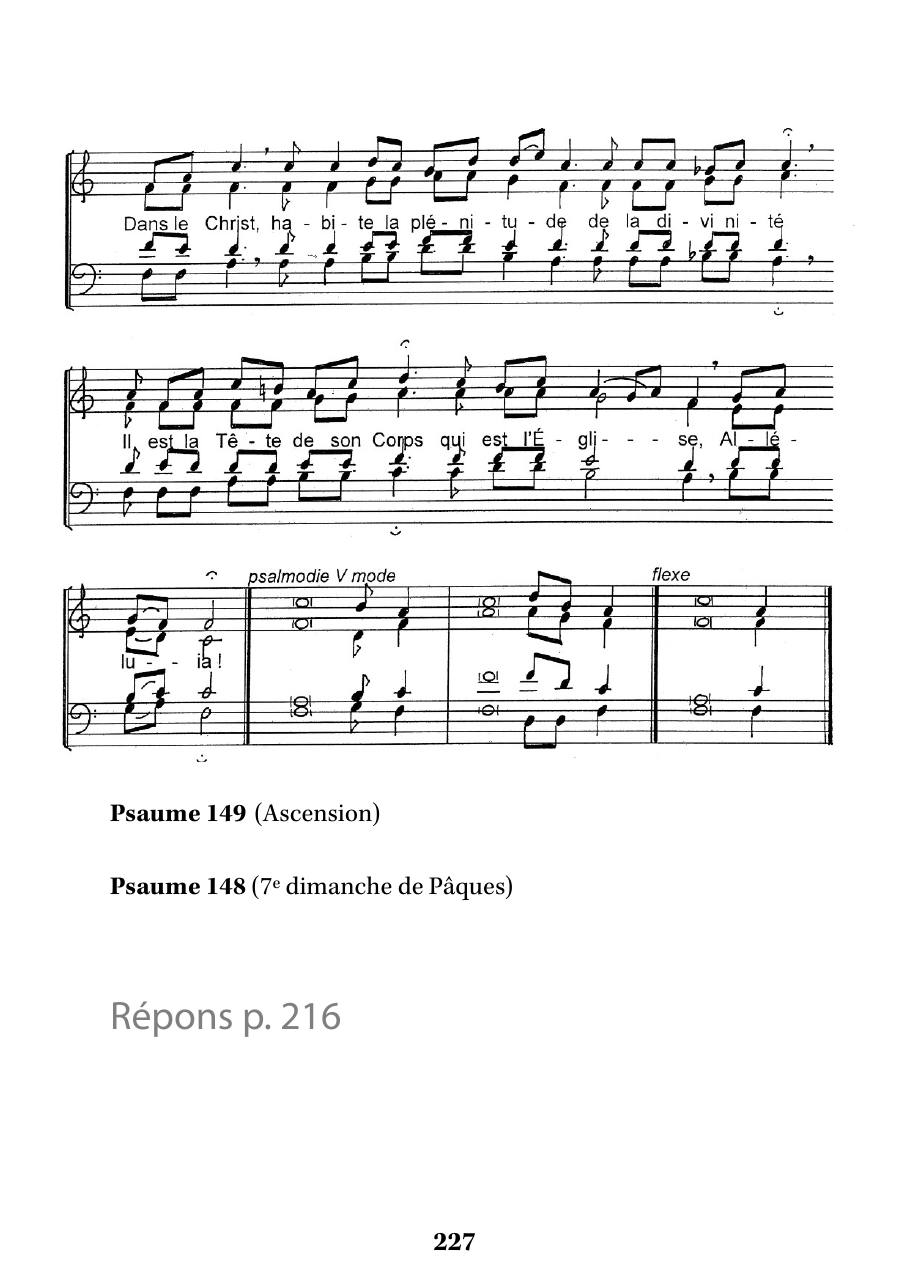 Dans le Christ, ha - bi - te la plé - ni - tu - de de la di - vi ni - té
Il est la Tê - te de son Corps qui est l'É - gli - - - se, Al - lé -
psalmodie V mode flexe
lu - - ia !
Psaume 149 (Ascension)
Psaume 148 (7e dimanche de Pâques)
Répons p. 216
227